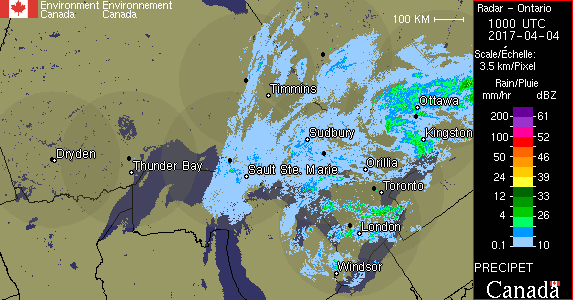 Environment Environnement
Canada Canada
100 KM
Timmins
Ottawa
Sudbury
Kingston
Dryden
Thunder Bay
Sault Ste. Marie
Orillia
Toronto
London
Windsor
Radar - Ontario
1000 UTC
2017-04-04
Scale/Échelle:
3.5 km/Pixel
Rain/Pluie
mm/hr dBZ
200 61
100 52
50 46
24 39
12 33
4 26
0.1 10
PRECIPET
Canada